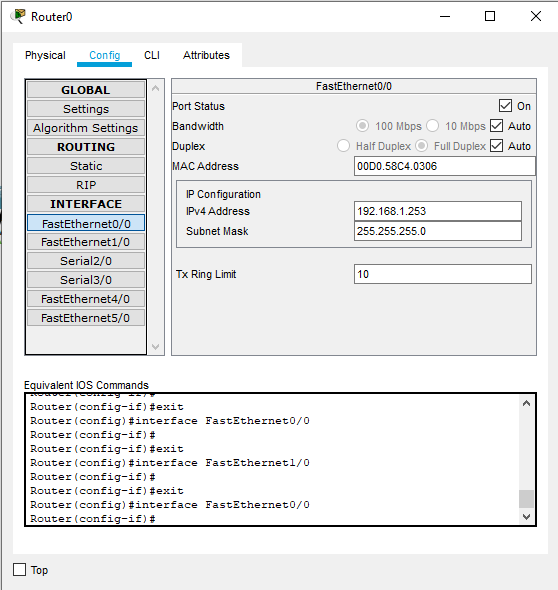 Router0
Physical Config CLI Attributes
GLOBAL
Settings
Algorithm Settings
ROUTING
Static
RIP
INTERFACE
FastEthernet0/0
FastEthernet1/0
Serial2/0
Serial3/0
FastEthernet4/0
FastEthernet5/0
FastEthernet0/0
Port Status On
Bandwidth 100 Mbps 10 Mbps Auto
Duplex Half Duplex Full Duplex Auto
MAC Address 00D0.58C4.0306
IP Configuration
IPv4 Address 192.168.1.253
Subnet Mask 255.255.255.0
Tx Ring Limit 10
Equivalent IOS Commands
Router(config-if)#
Router(config-if)#exit
Router(config)#interface FastEthernet0/0
Router(config-if)#
Router(config-if)#exit
Router(config)#interface FastEthernet1/0
Router(config-if)#
Router(config-if)#exit
Router(config)#interface FastEthernet0/0
Router(config-if)#
Top